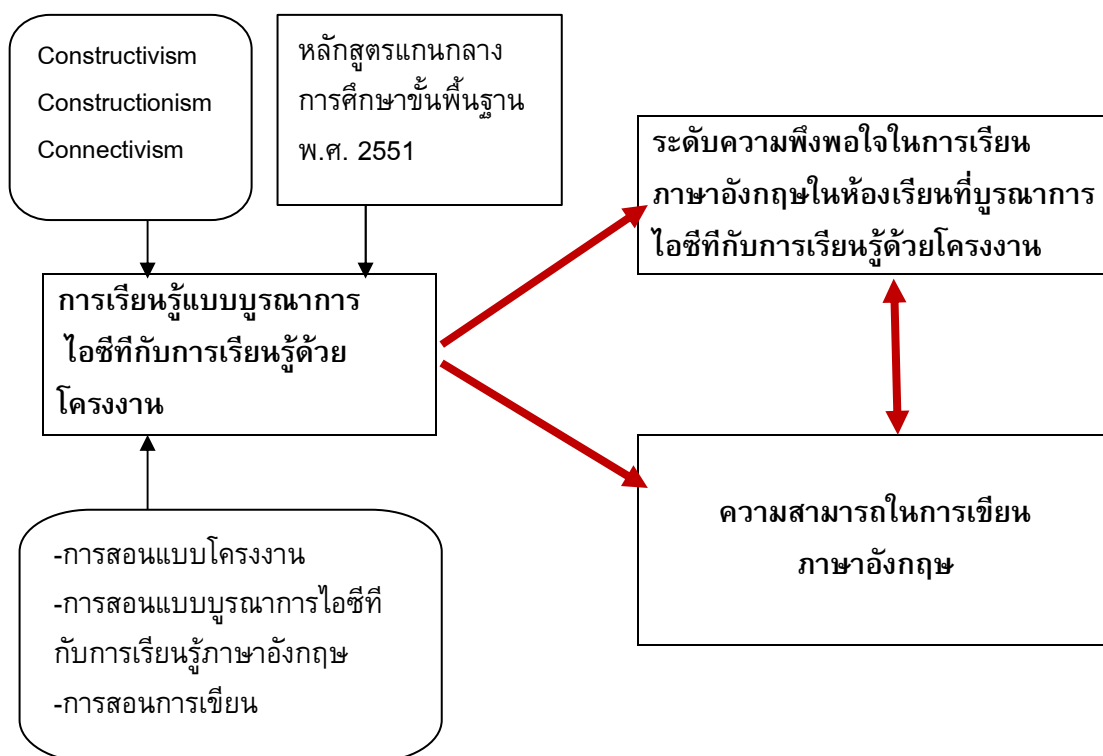 Constructivism
Constructionism
Connectivism
หลักสูตรแกนกลาง
การศึกษาขั้นพื้นฐาน
พ.ศ. 2551
การเรียนรู้แบบบูรณาการ
ไอซีทีกับการเรียนรู้ด้วย
โครงงาน
ระดับความพึงพอใจในการเรียน
ภาษาอังกฤษในห้องเรียนที่บูรณาการ
ไอซีทีกับการเรียนรู้ด้วยโครงงาน
ความสามารถในการเขียน
ภาษาอังกฤษ
-การสอนแบบโครงงาน
-การสอนแบบบูรณาการไอซีที
กับการเรียนรู้ภาษาอังกฤษ
-การสอนการเขียน